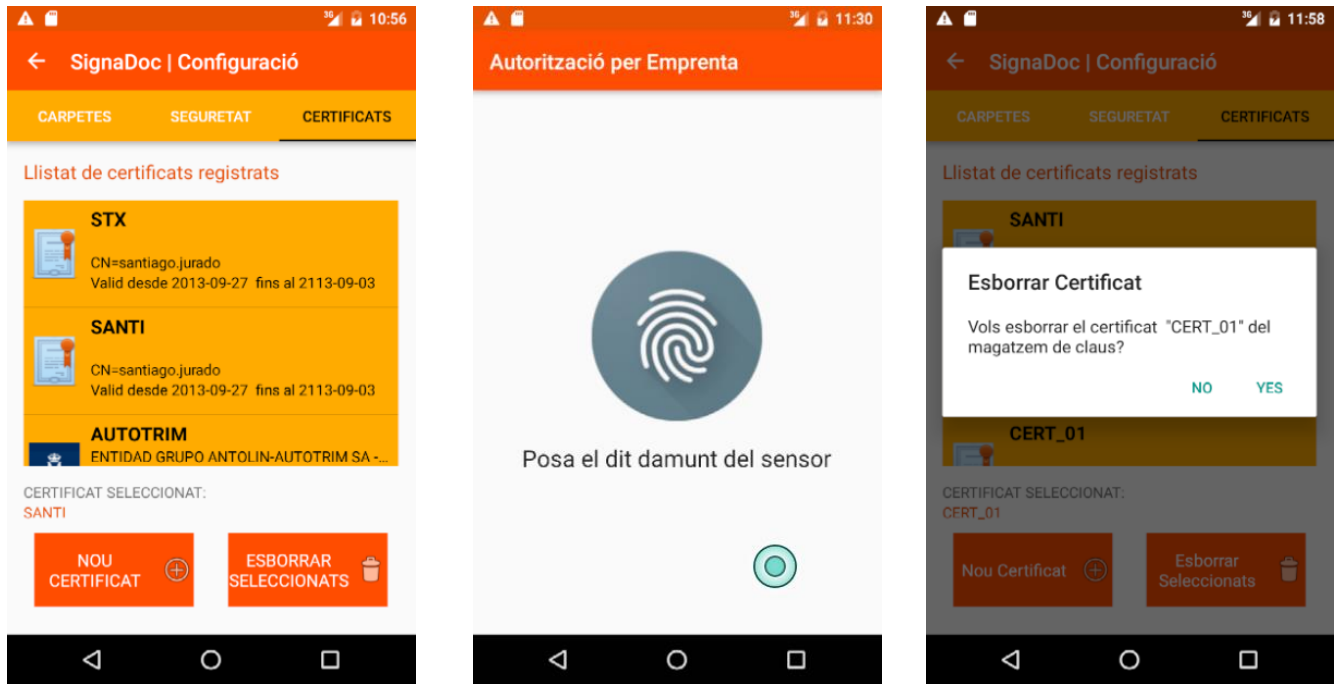 3G 10:56
SignaDoc | Configuració
CARPETES SEGURETAT CERTIFICATS
Llistat de certificats registrats
STX
CN=santiago.jurado
Valid desde 2013-09-27 fins al 2113-09-03
SANTI
CN=santiago.jurado
Valid desde 2013-09-27 fins al 2113-09-03
AUTOTRIM
ENTIDAD GRUPO ANTOLIN-AUTOTRIM SA -...
CERTIFICAT SELECCIONAT:
SANTI
NOU
CERTIFICAT
ESBORRAR
SELECCIONATS
3G 11:30
Autorització per Emprenta
Posa el dit damunt del sensor
3G 11:58
SignaDoc | Configuració
CARPETES SEGURETAT CERTIFICATS
Llistat de certificats registrats
SANTI
Esborrar Certificat
Vols esborrar el certificat "CERT_01" del
magatzem de claus?
NO YES
CERT_01
CERTIFICAT SELECCIONAT:
CERT_01
Nou Certificat
Esborrar
Seleccionats